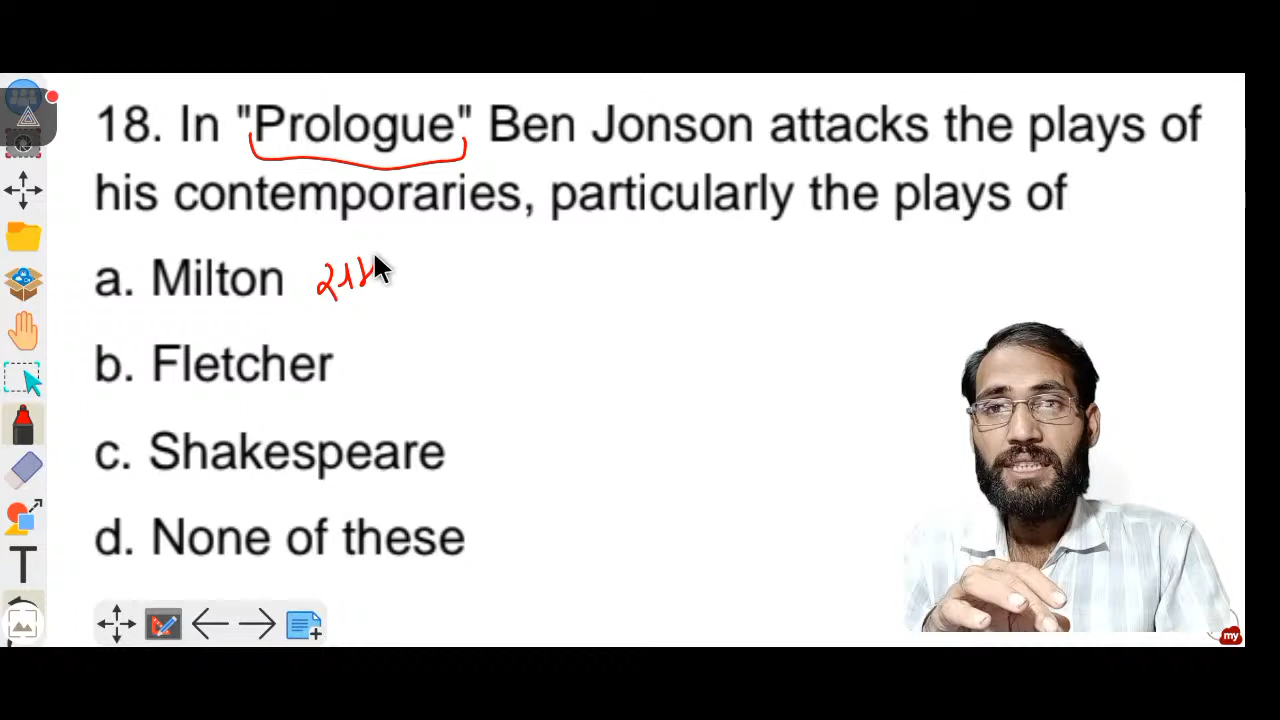 18. In "Prologue" Ben Jonson attacks the plays of
his contemporaries, particularly the plays of
a. Milton
b. Fletcher
c. Shakespeare
d. None of these
T
my